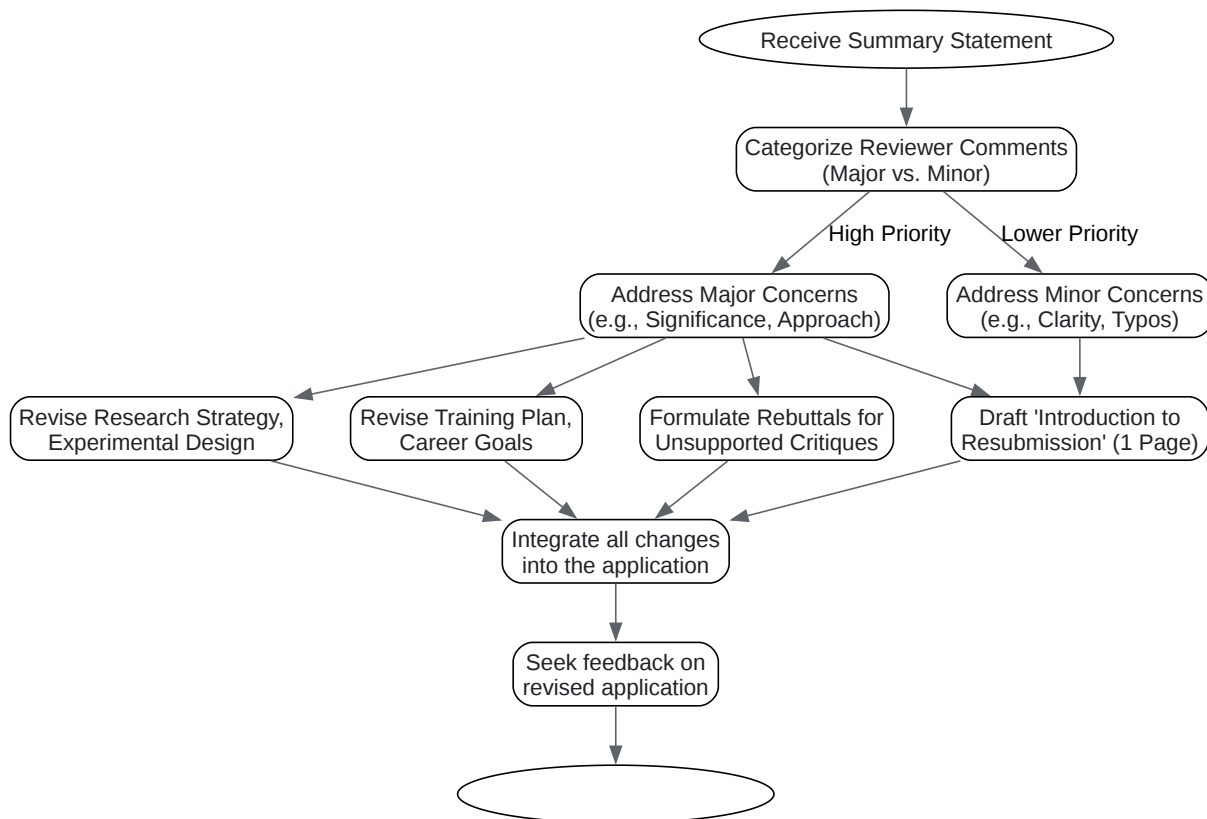 Receive Summary Statement
Categorize Reviewer Comments
(Major vs. Minor)
High Priority
Lower Priority
Address Major Concerns
(e.g., Significance, Approach)
Address Minor Concerns
(e.g., Clarity, Typos)
Revise Research Strategy,
Experimental Design
Revise Training Plan,
Career Goals
Formulate Rebuttals for
Unsupported Critiques
Draft 'Introduction to
Resubmission' (1 Page)
Integrate all changes
into the application
Seek feedback on
revised application